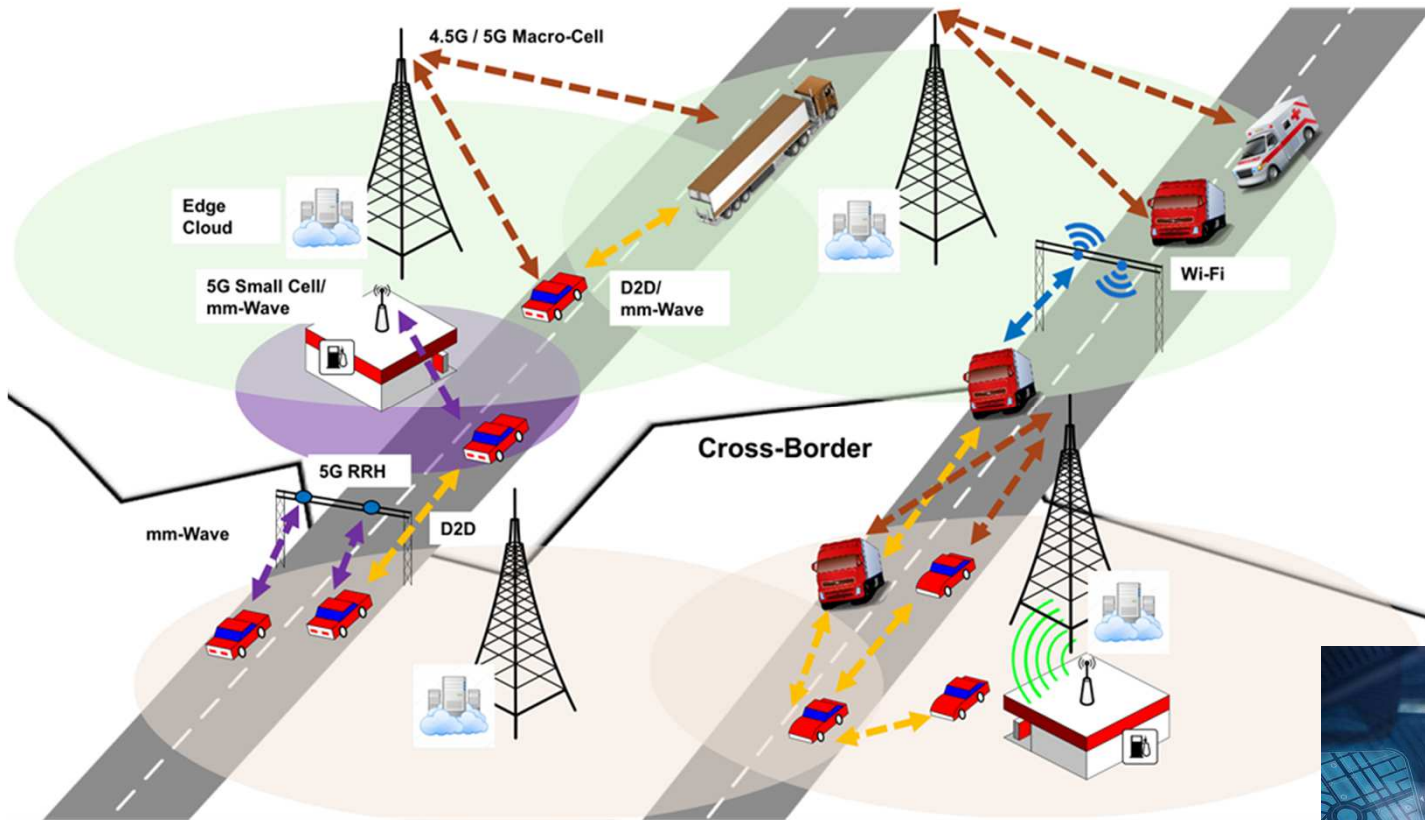 4.5G / 5G Macro-Cell
Edge
Cloud
5G Small Cell/
mm-Wave
D2D/
mm-Wave
Wi-Fi
Cross-Border
5G RRH
mm-Wave
D2D